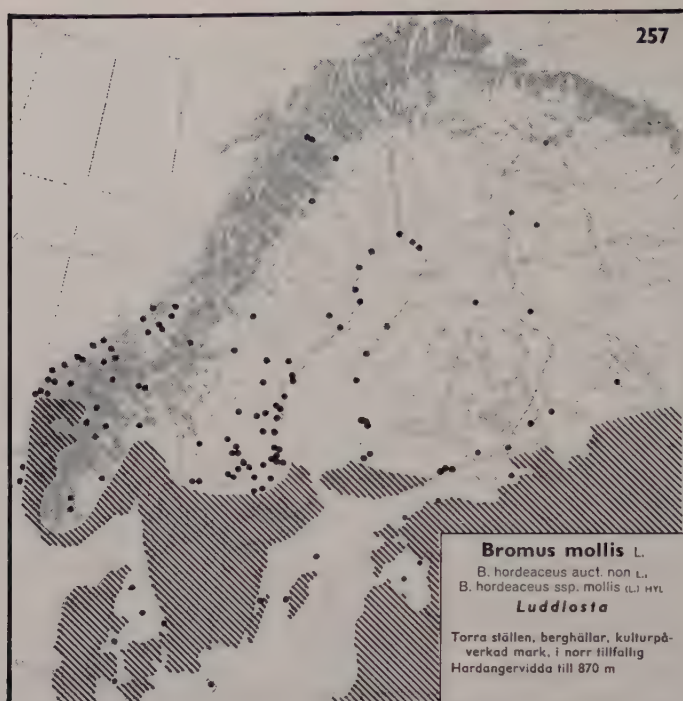 257
Bromus mollis L.
B. hordeaceus auct. non L.,
B. hordeaceus ssp. mollis (L.) HYL
Luddlosta
Torra ställen, berghällar, kulturpå-
verkad mark, i norr tillfällig
Hardangervidda till 870 m